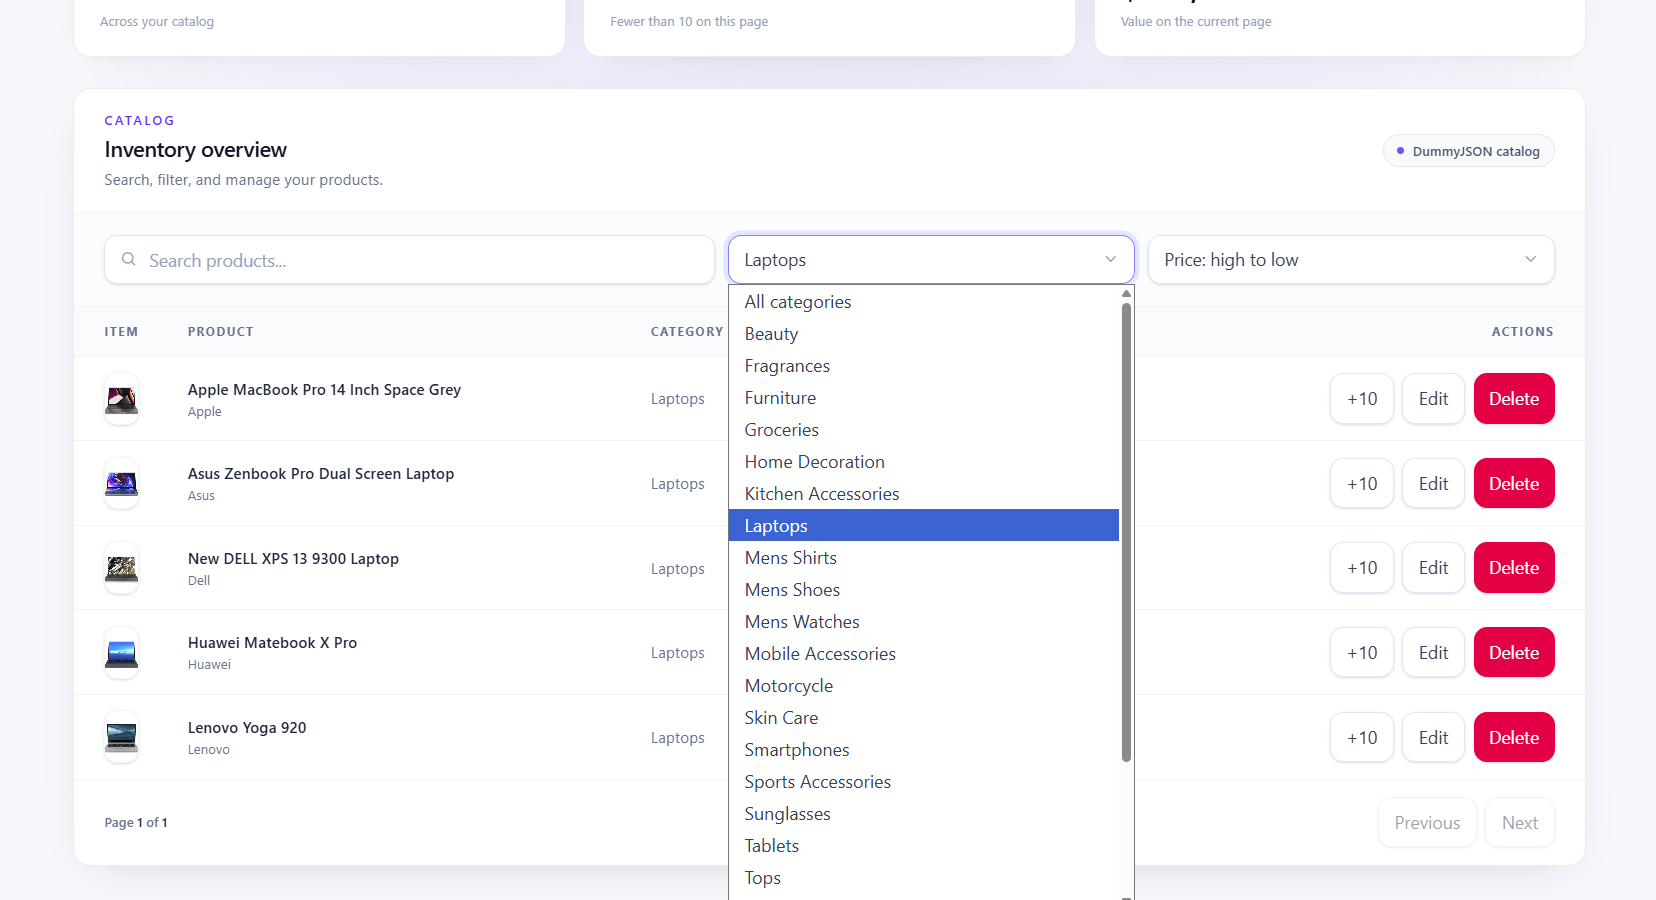 Across your catalog
Fewer than 10 on this page
Value on the current page
CATALOG
Inventory overview
Search, filter, and manage your products.
DummyJSON catalog
Search products...
Laptops
Price: high to low
All categories
Beauty
Fragrances
Furniture
Groceries
Home Decoration
Kitchen Accessories
Laptops
Mens Shirts
Mens Shoes
Mens Watches
Mobile Accessories
Motorcycle
Skin Care
Smartphones
Sports Accessories
Sunglasses
Tablets
Tops
ITEM PRODUCT CATEGORY ACTIONS
Apple MacBook Pro 14 Inch Space Grey
Apple
Laptops
+10 Edit Delete
Asus Zenbook Pro Dual Screen Laptop
Asus
Laptops
+10 Edit Delete
New DELL XPS 13 9300 Laptop
Dell
Laptops
+10 Edit Delete
Huawei Matebook X Pro
Huawei
Laptops
+10 Edit Delete
Lenovo Yoga 920
Lenovo
Laptops
+10 Edit Delete
Page 1 of 1
Previous Next